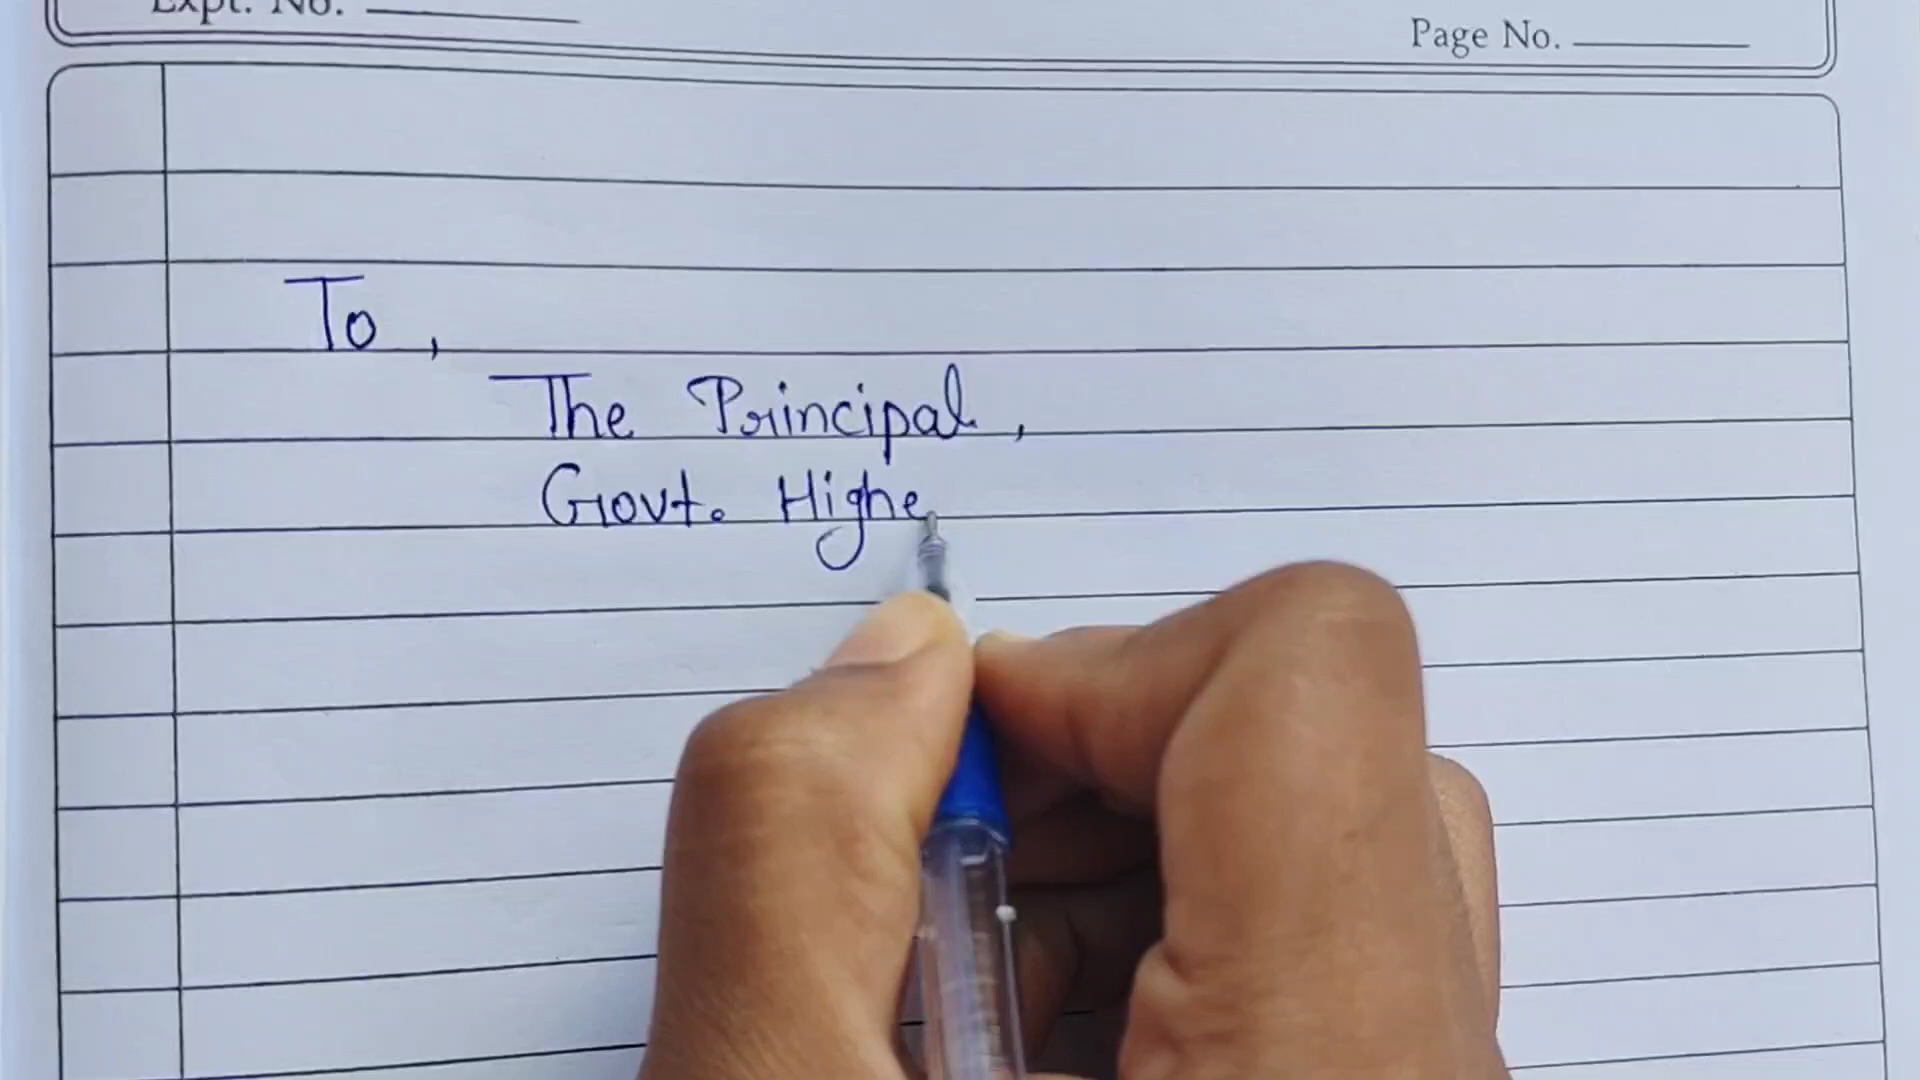 Expt. No.
Page No.
To ,
The Principal ,
Govt. Highe